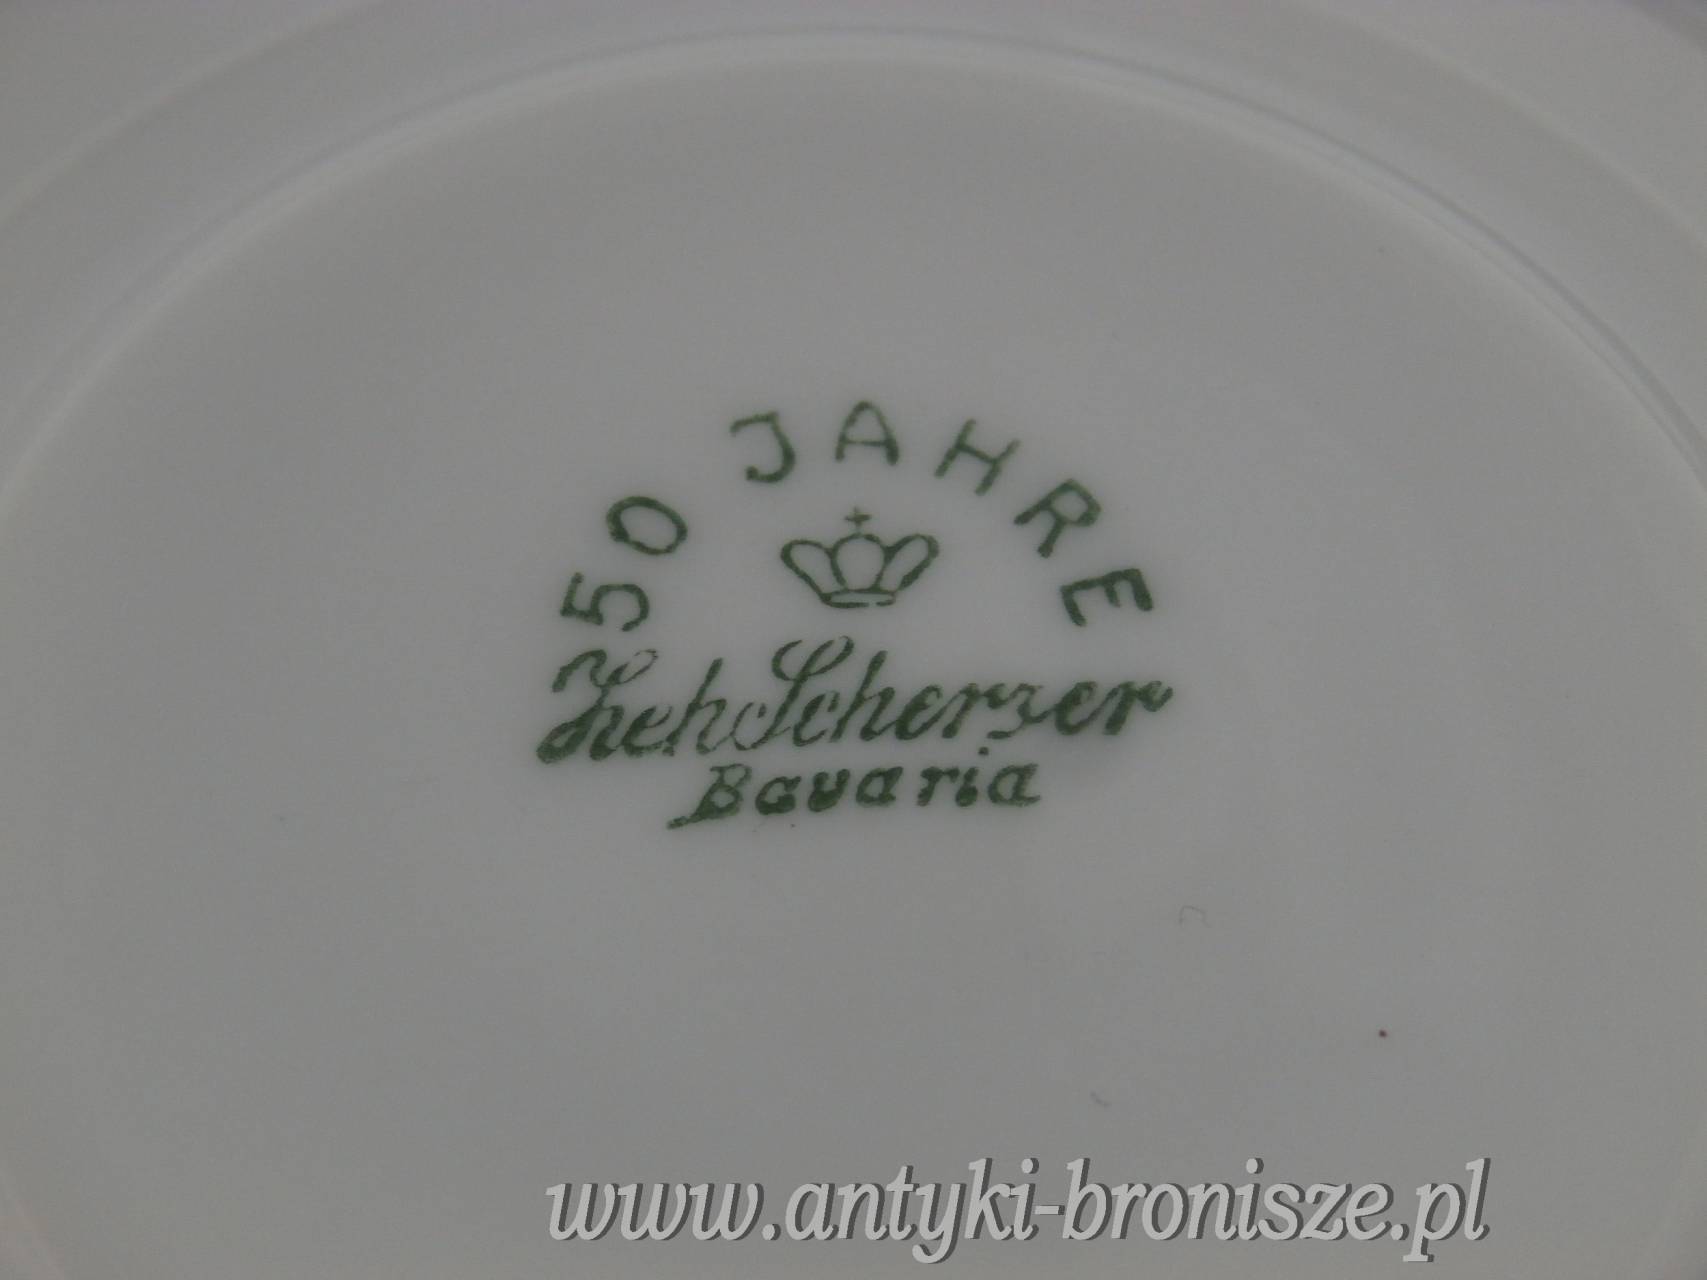 50 JAHRE
Zeh Scherzer
Bavaria
www.antyki-bronisze.pl